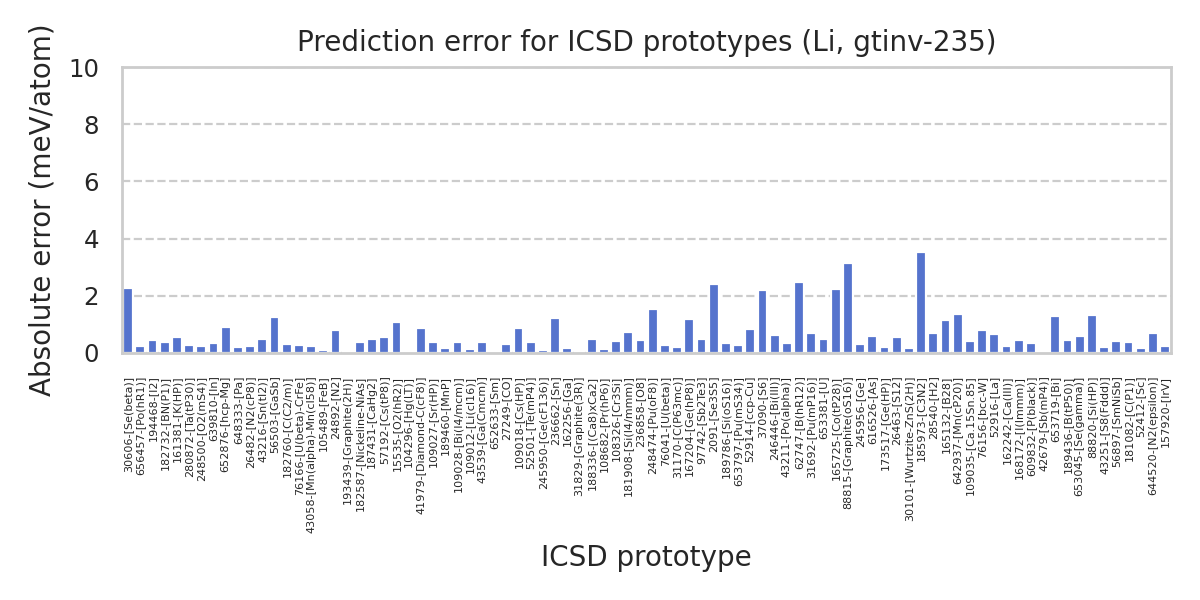 Prediction error for ICSD prototypes (Li, gtinv-235)
Absolute error (meV/atom)
10
8
6
4
2
0
30606-[Se(beta)]
656457-[Po(hR1)]
194468-[I2]
182732-[BN(P1)]
16381-[K(HP)]
280872-[Ta(tP30)]
248500-[O2(mS4)]
639810-[In]
652876-[hcp-Mg]
648333-[Pa]
26482-[N2(cP8)]
43216-[Sn(tI2)]
56503-[GaSb]
182760-[C(C2/m)]
76166-[U(beta)-CrFe]
43058-[Mn(alpha)-Mn(cI58)]
105489-[FeB]
24892-[N2]
193439-[Graphite(2H)]
182587-[Nickeline-NiAs]
187431-[CaHg2]
57192-[Cs(tP8)]
15535-[O2(hR2)]
104296-[Hg(LT)]
41979-[Diamond-C(cF8)]
109027-[Sr(HP)]
189460-[MnP]
109028-[Bi(I4/mcm)]
109012-[Li(cI16)]
43539-[Ga(Cmcm)]
652633-[Sm]
27249-[CO]
109018-[Cs(HP)]
52501-[Te(mP4)]
245950-[Ge(cF136)]
236662-[Sn]
162256-[Ga]
31829-[Graphite(3R)]
188336-[(Ca8)xCa2]
108682-[Pr(hP6)]
108326-[Cr3Si]
181908-[Si(I4/mmm)]
236858-[O8]
248474-[Pu(oF8)]
76041-[U(beta)]
31170-[C(P63mc)]
167204-[Ge(hP8)]
97742-[Sb2Te3]
2091-[Se3S5]
189786-[Si(oS16)]
653797-[Pu(mS34)]
52914-[ccp-Cu]
37090-[S6]
246446-[Bi(III)]
43211-[Po(alpha)]
62747-[B(hR12)]
31692-[Pu(mP16)]
653381-[U]
165725-[Co(tP28)]
88815-[Graphite(oS16)]
245956-[Ge]
616526-[As]
173517-[Ge(HP)]
26463-[S12]
30101-[Wurtzite-ZnS(2H)]
185973-[C3N2]
28540-[H2]
165132-[B28]
642937-[Mn(cP20)]
109035-[Ca.15Sn.85]
76156-[bcc-W]
52916-[La]
162242-[Ca(III)]
168172-[I(Immm)]
609832-[P(black)]
42679-[Sb(mP4)]
653719-[Bi]
189436-[B(tP50)]
653045-[Se(gamma)]
88820-[Si(HP)]
43251-[S8(Fddd)]
56897-[SmNiSb]
181082-[C(P1)]
52412-[Sc]
644520-[N2(epsilon)]
157920-[IrV]
ICSD prototype